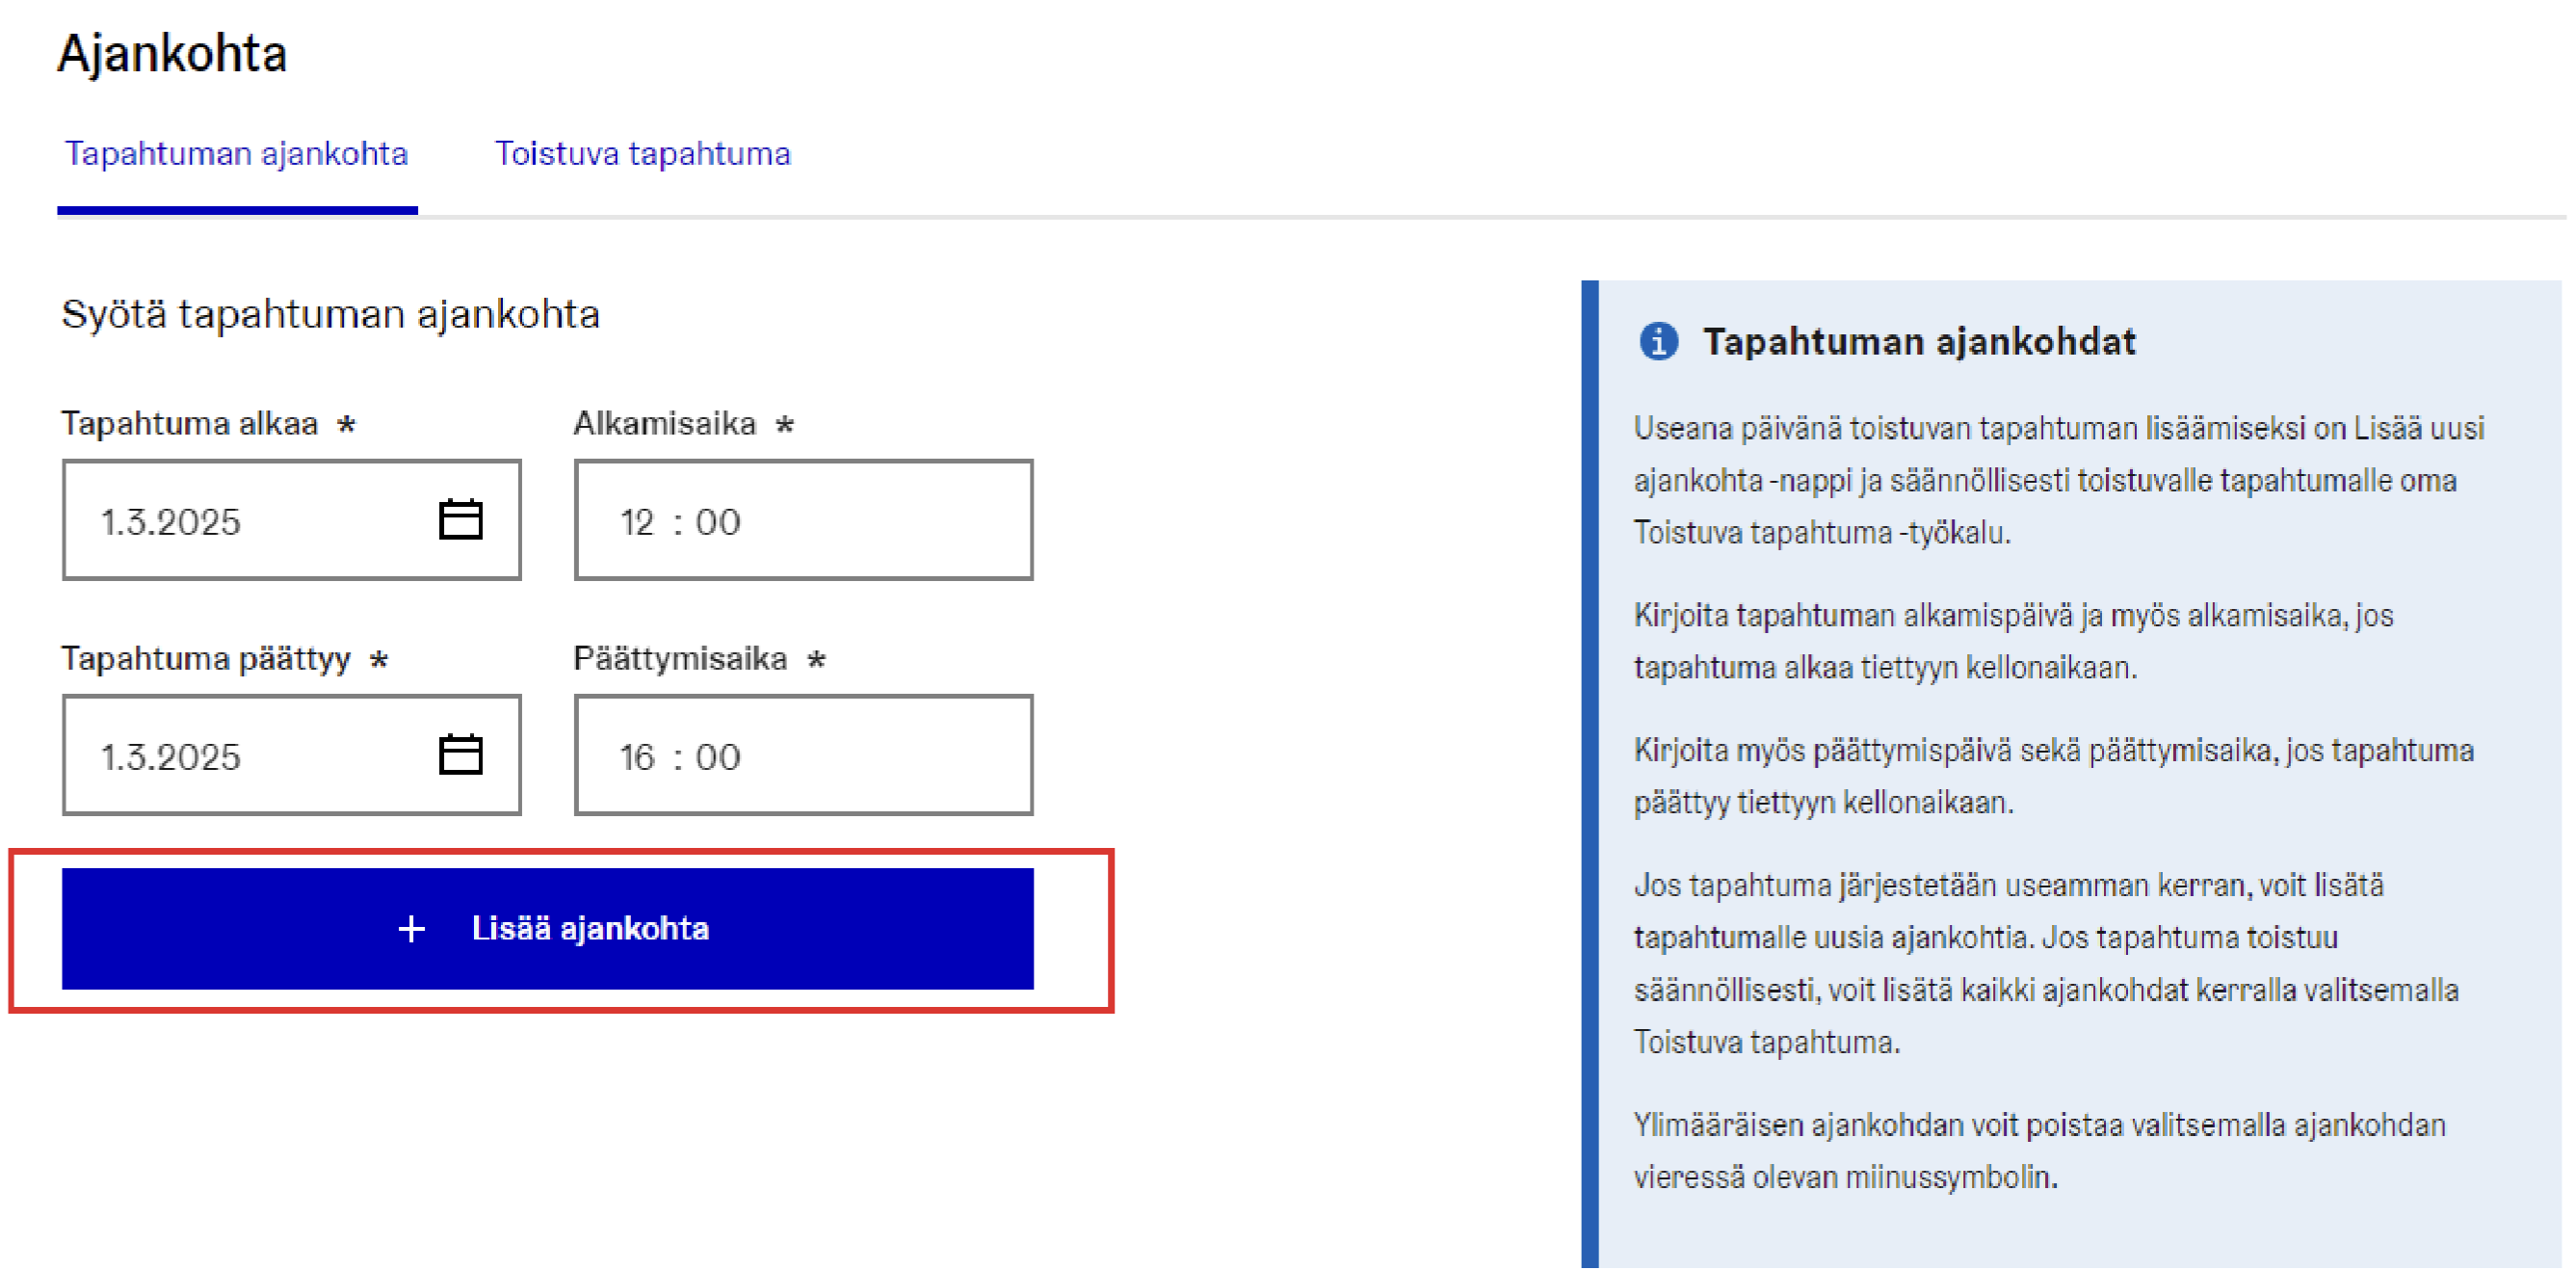 Ajankohta
Tapahtuman ajankohta
Toistuva tapahtuma
Syötä tapahtuman ajankohta
Tapahtuma alkaa *
Alkamisaika *
1.3.2025
12 : 00
Tapahtuma päättyy *
Päättymisaika *
1.3.2025
16 : 00
+ Lisää ajankohta
Tapahtuman ajankohdat
Useana päivänä toistuvan tapahtuman lisäämiseksi on Lisää uusi
ajankohta -nappi ja säännöllisesti toistuvalle tapahtumalle oma
Toistuva tapahtuma -työkalu.
Kirjoita tapahtuman alkamispäivä ja myös alkamisaika, jos
tapahtuma alkaa tiettyyn kellonaikaan.
Kirjoita myös päättymispäivä sekä päättymisaika, jos tapahtuma
päättyy tiettyyn kellonaikaan.
Jos tapahtuma järjestetään useamman kerran, voit lisätä
tapahtumalle uusia ajankohtia. Jos tapahtuma toistuu
säännöllisesti, voit lisätä kaikki ajankohdat kerralla valitsemalla
Toistuva tapahtuma.
Ylimääräisen ajankohdan voit poistaa valitsemalla ajankohdan
vieressä olevan miinussymbolin.